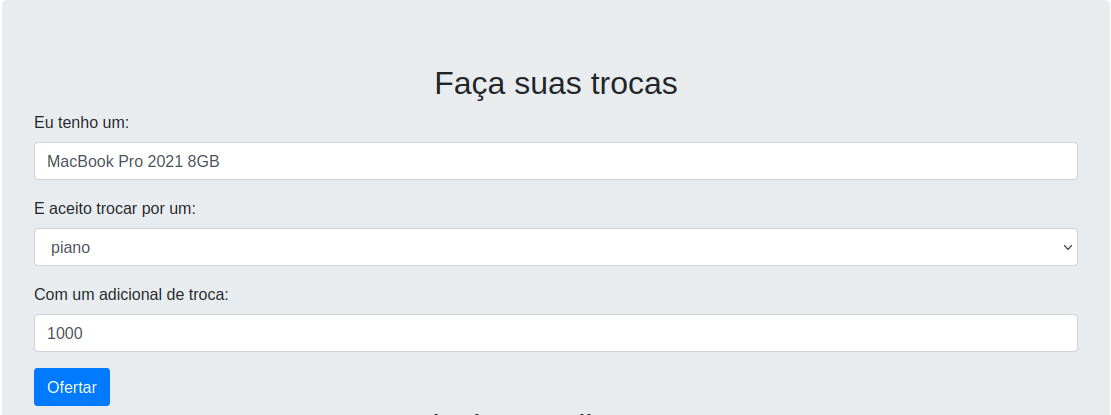 Faça suas trocas
Eu tenho um:
MacBook Pro 2021 8GB
E aceito trocar por um:
piano
Com um adicional de troca:
1000
Ofertar